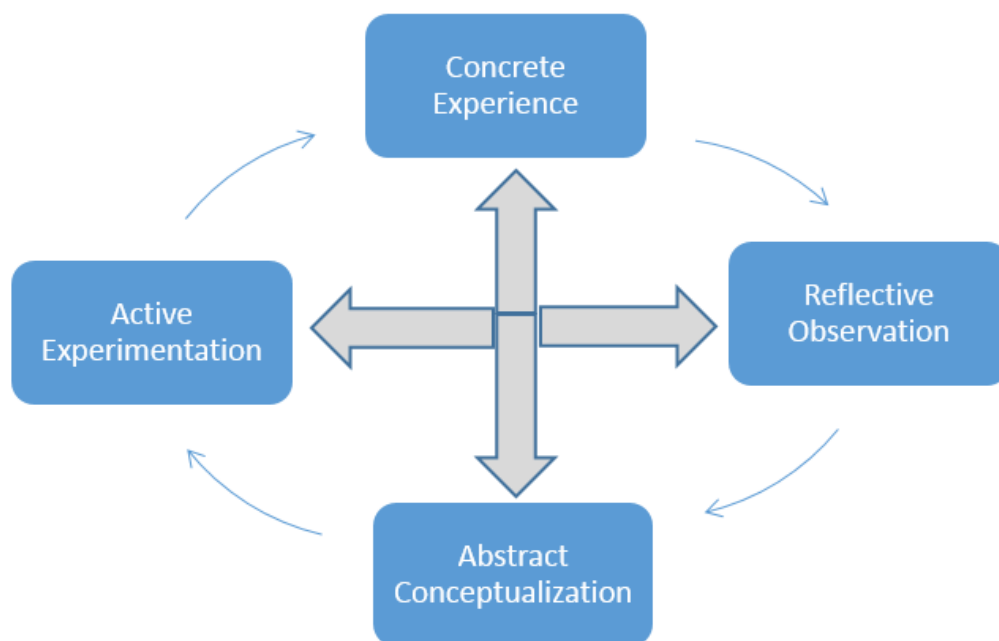 Concrete
Experience
Active
Experimentation
Reflective
Observation
Abstract
Conceptualization